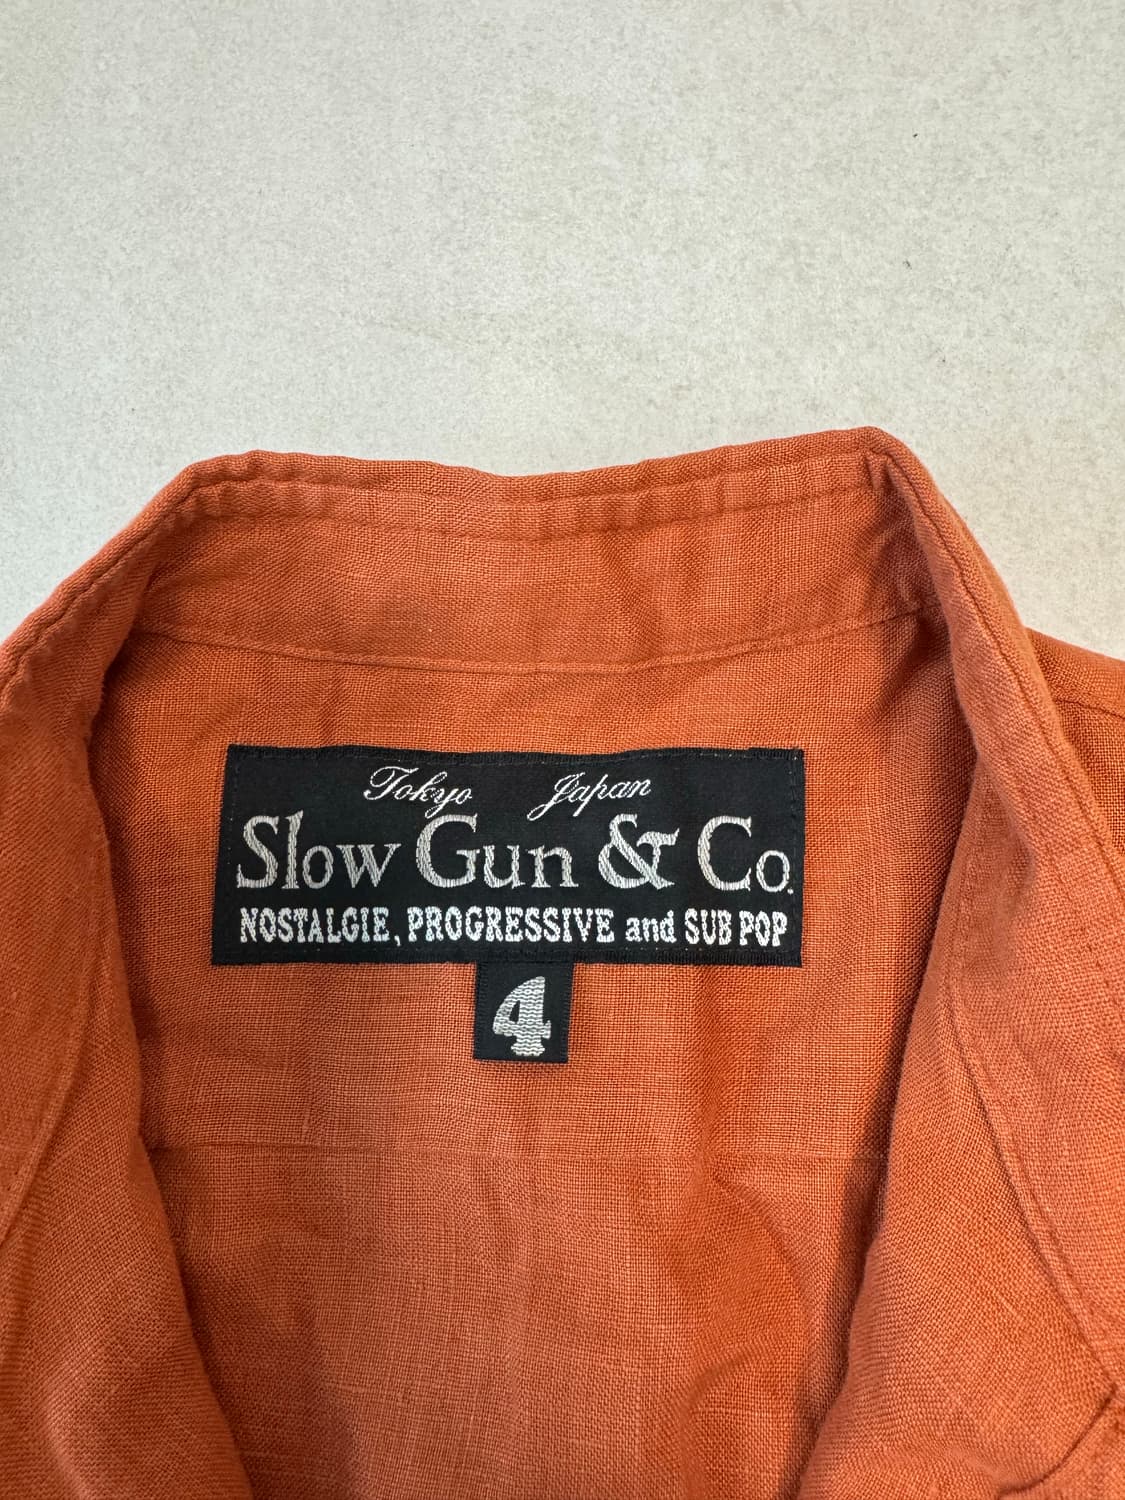 Tokyo Japan
Slow Gun & Co.
NOSTALGIE, PROGRESSIVE and SUB POP
4